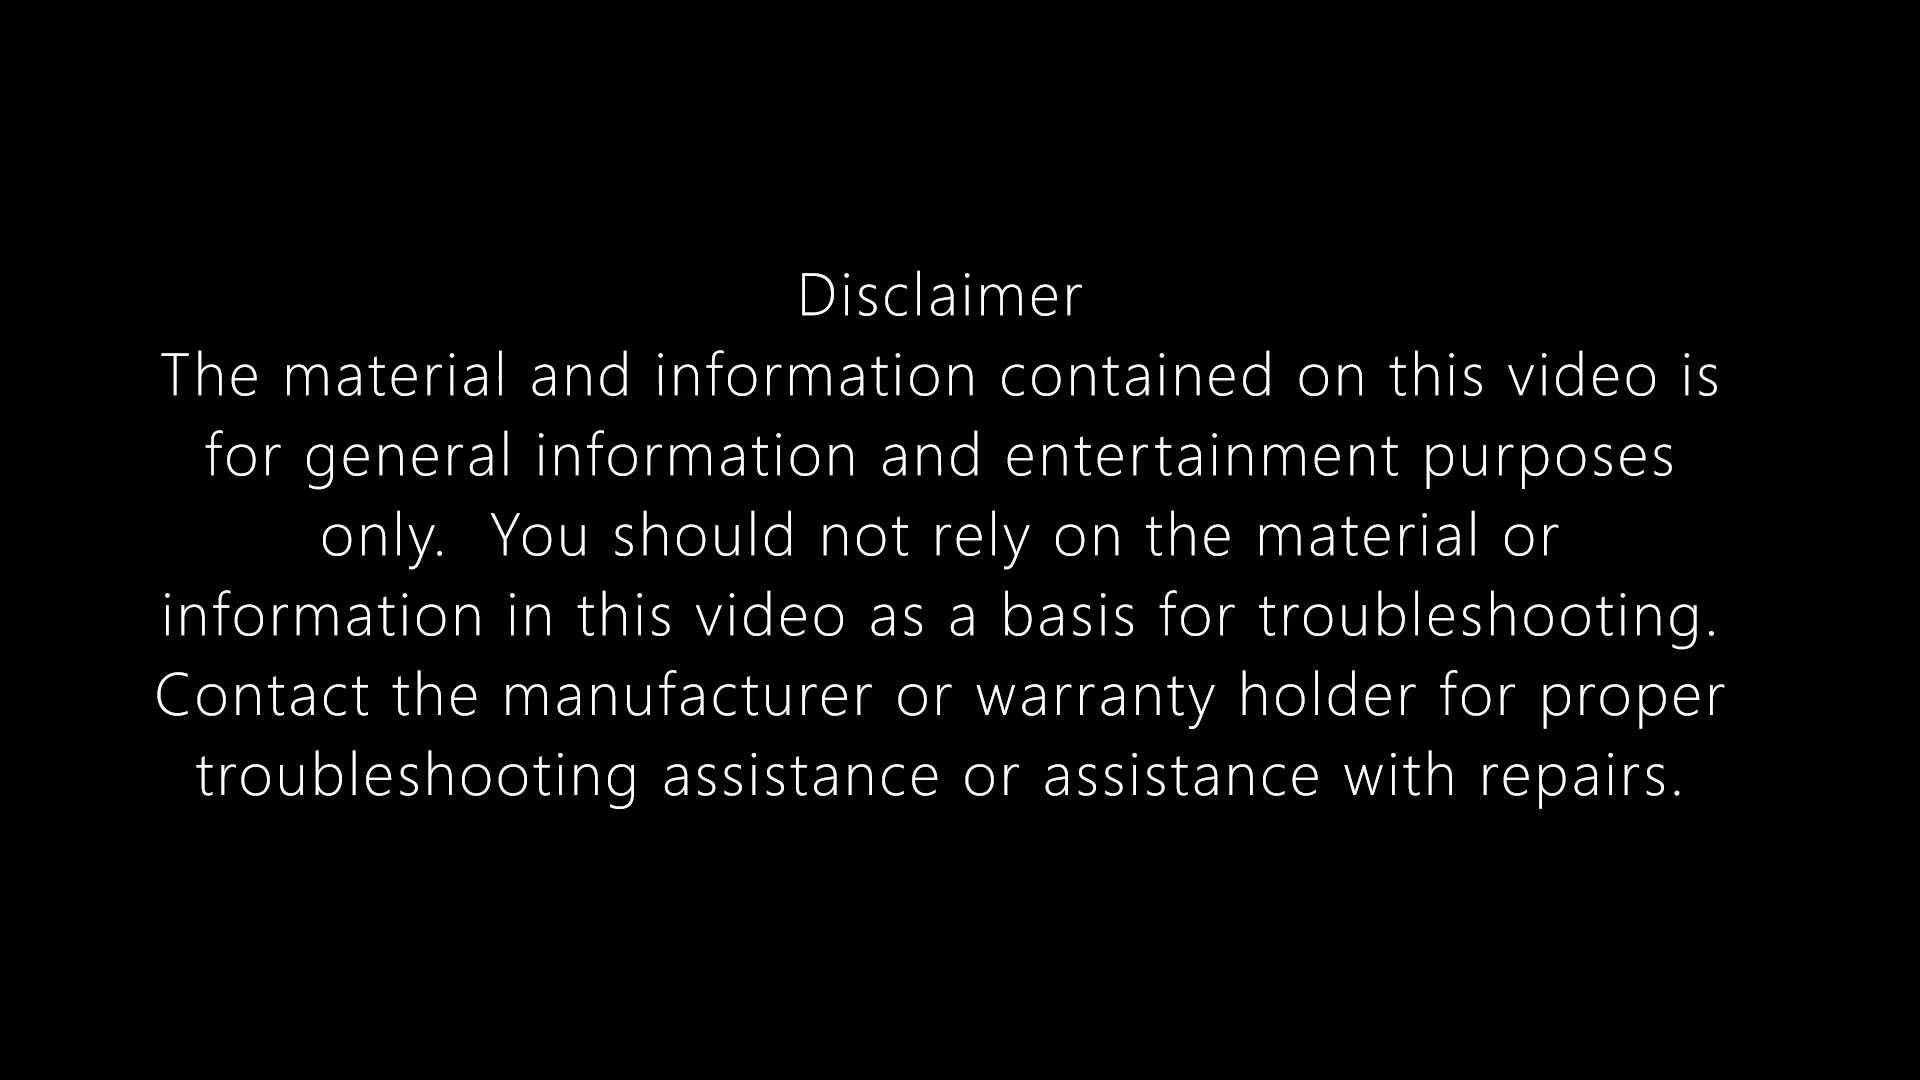 Disclaimer
The material and information contained on this video is
for general information and entertainment purposes
only.  You should not rely on the material or
information in this video as a basis for troubleshooting.
Contact the manufacturer or warranty holder for proper
troubleshooting assistance or assistance with repairs.